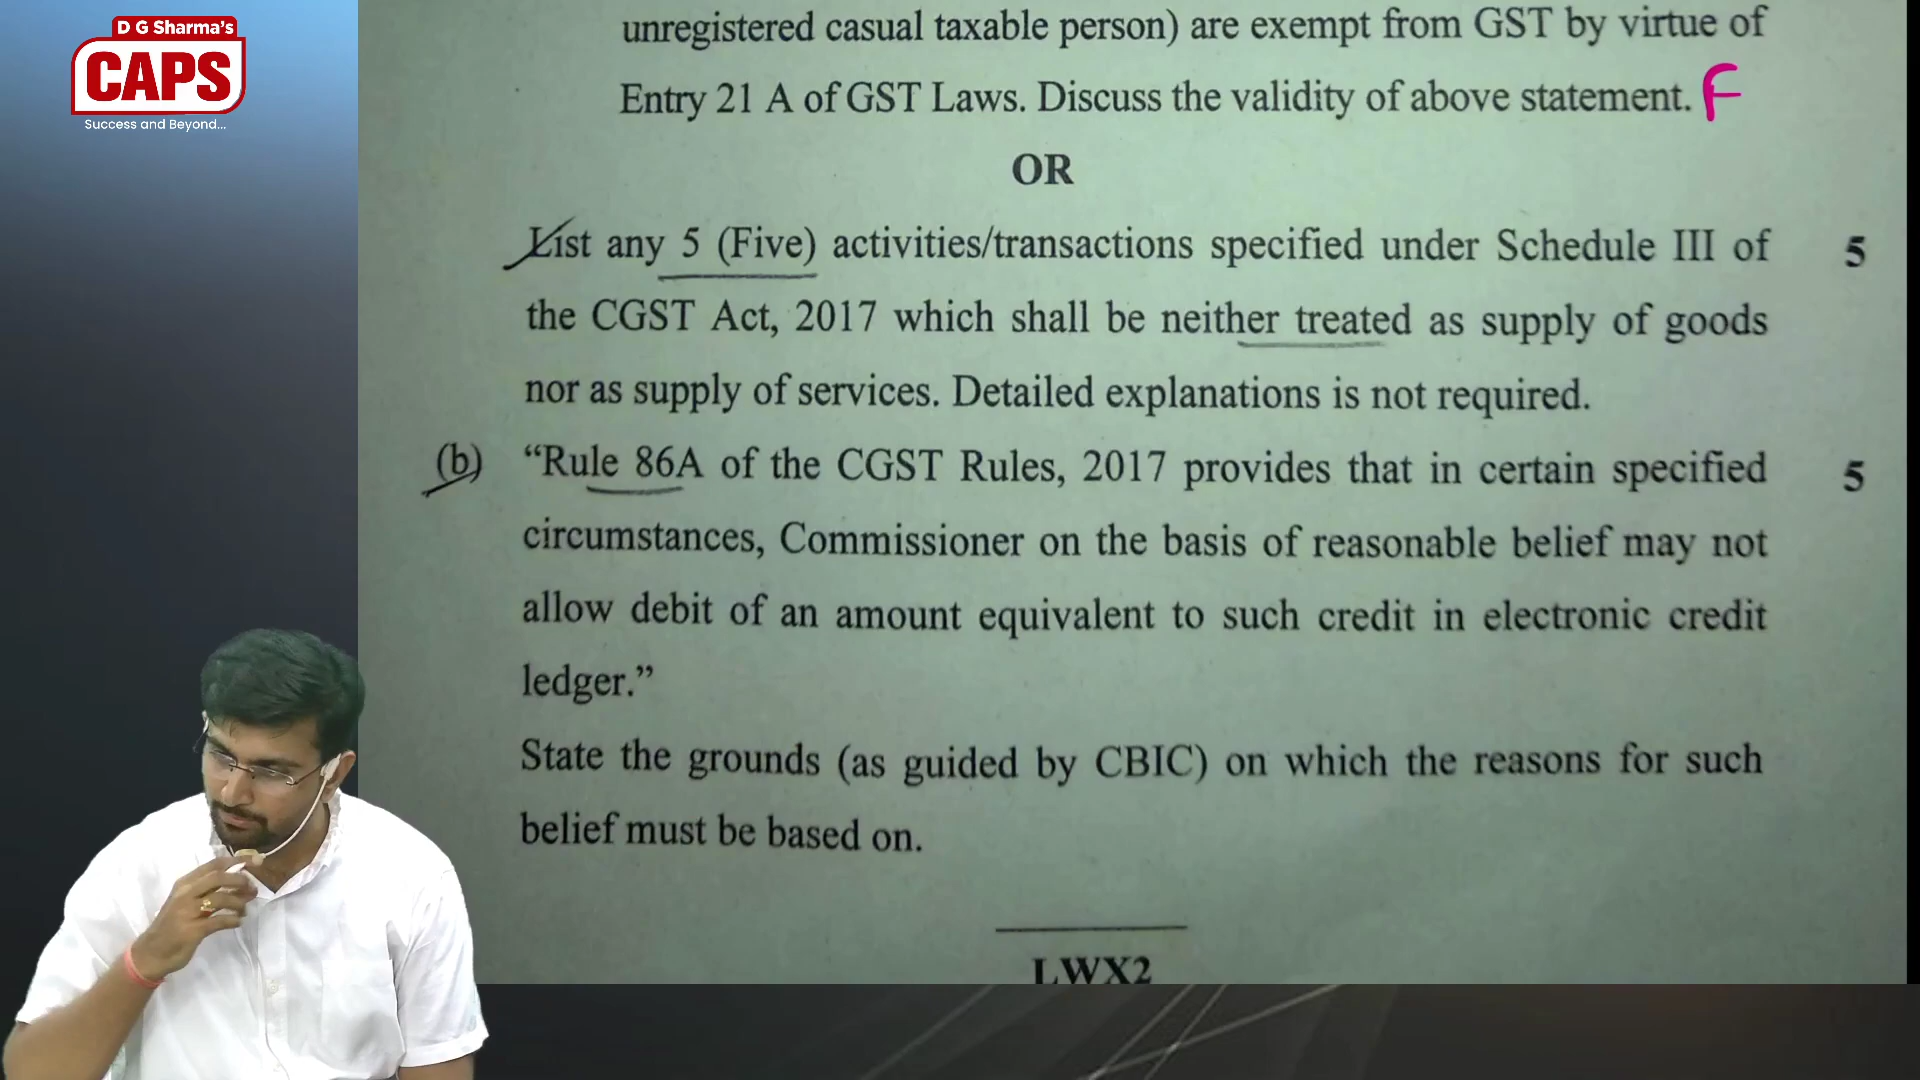 D G Sharma's
CAPS
Success and Beyond...
unregistered casual taxable person) are exempt from GST by virtue of
Entry 21 A of GST Laws. Discuss the validity of above statement. F
OR
List any 5 (Five) activities/transactions specified under Schedule III of 5
the CGST Act, 2017 which shall be neither treated as supply of goods
nor as supply of services. Detailed explanations is not required.
(b) “Rule 86A of the CGST Rules, 2017 provides that in certain specified 5
circumstances, Commissioner on the basis of reasonable belief may not
allow debit of an amount equivalent to such credit in electronic credit
ledger.”
State the grounds (as guided by CBIC) on which the reasons for such
belief must be based on.
LWX2